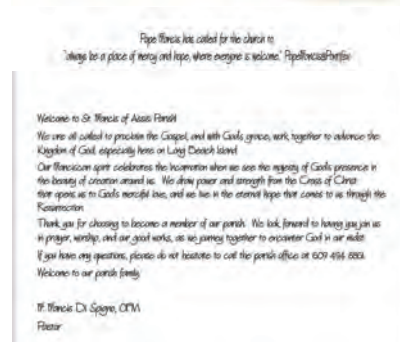 Pope Francis has called for the church to
"always be a place of mercy and hope, where everyone is welcome." PopeFrancis@Pontifex
Welcome to St. Francis of Assisi Parish!
We are all called to proclaim the Gospel, and with God's grace, work together to advance the
Kingdom of God, especially here on Long Beach Island.
Our Franciscan spirit celebrates the Incarnation when we see the majesty of God's presence in
the beauty of creation around us. We draw power and strength from the Cross of Christ
that opens us to God's merciful love, and we live in the eternal hope that comes to us through the
Resurrection.
Thank you for choosing to become a member of our parish. We look forward to having you join us
in prayer, worship, and our good works, as we journey together to encounter God in our midst.
If you have any questions, please do not hesitate to call the parish office at 609 494 8813.
Welcome to our parish family,
Fr. Francis Di Spigno, OFM
Pastor